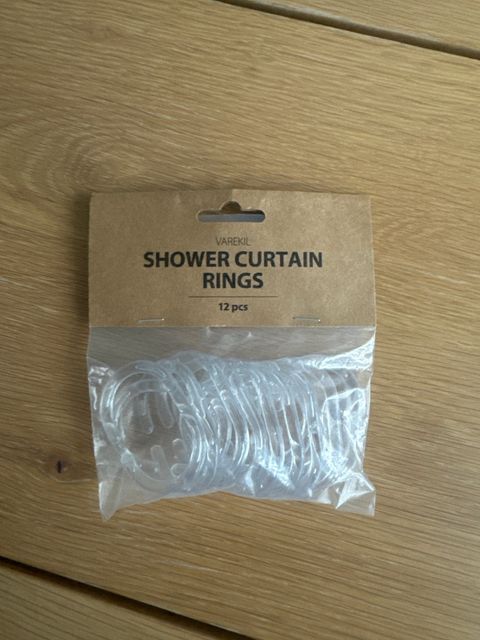 VAREKIL
SHOWER CURTAIN
RINGS
12 pcs